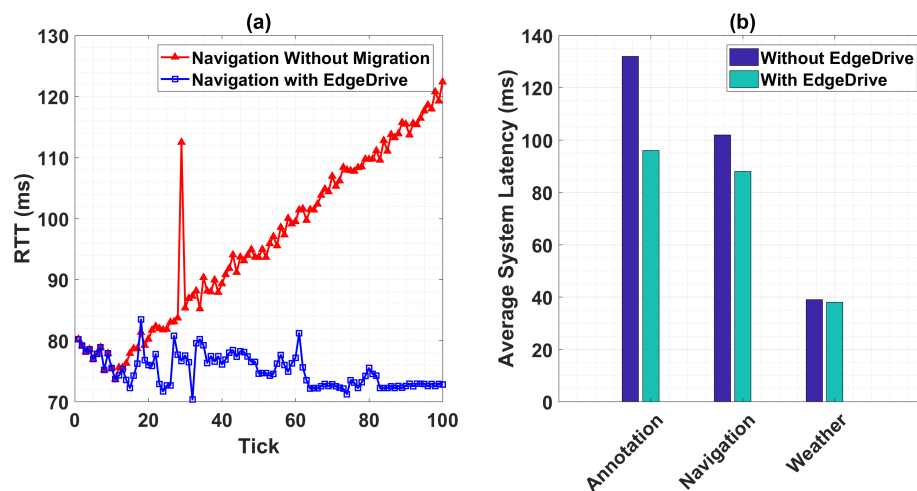 (a)
130
120
110
100
90
80
70
0
20
40
60
80
100
RTT (ms)
Tick
Navigation Without Migration
Navigation with EdgeDrive
(b)
140
120
100
80
60
40
20
0
Average System Latency (ms)
Annotation
Navigation
Weather
Without EdgeDrive
With EdgeDrive